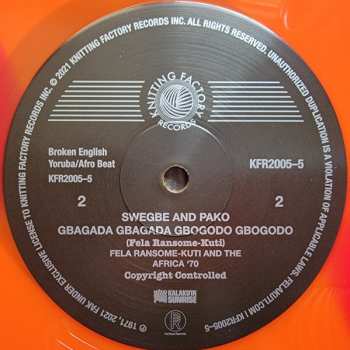 ℗ 1971, 2021 FAK UNDER EXCLUSIVE LICENSE TO KNITTING FACTORY RECORDS INC. © 2021 KNITTING FACTORY RECORDS INC. ALL RIGHTS RESERVED. UNAUTHORIZED DUPLICATION IS A VIOLATION OF APPLICABLE LAWS. FELAKUTI.COM / KFR2005-5
KNITTING FACTORY
RECORDS
Broken English
Yoruba/Afro Beat
KFR2005-5
KFR2005-5
2
2
SWEGBE AND PAKO
GBAGADA GBAGADA GBOGODO GBOGODO
(Fela Ransome-Kuti)
FELA RANSOME-KUTI AND THE
AFRICA '70
Copyright Controlled
KALAKUTA
SUNRISE